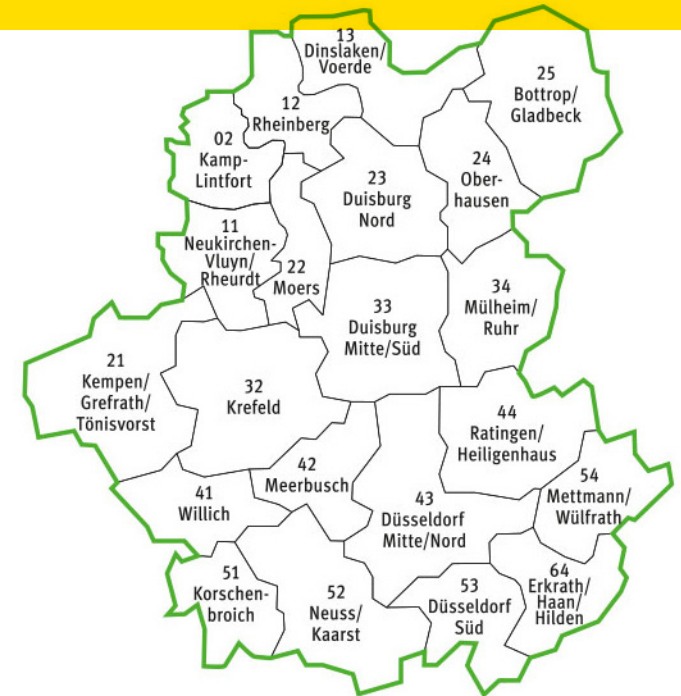 13
Dinslaken/
Voerde
25
Bottrop/
Gladbeck
12
Rheinberg
02
Kamp-
Lintfort
24
Ober-
hausen
23
Duisburg
Nord
11
Neukirchen-
Vluyn/
Rheurdt
22
Moers
34
Mülheim/
Ruhr
33
Duisburg
Mitte/Süd
21
Kempen/
Grefrath/
Tönisvorst
32
Krefeld
44
Ratingen/
Heiligenhaus
42
Meerbusch
54
Mettmann/
Wülfrath
41
Willich
43
Düsseldorf
Mitte/Nord
51
Korschen-
broich
52
Neuss/
Kaarst
53
Düsseldorf
Süd
64
Erkrath/
Haan/
Hilden